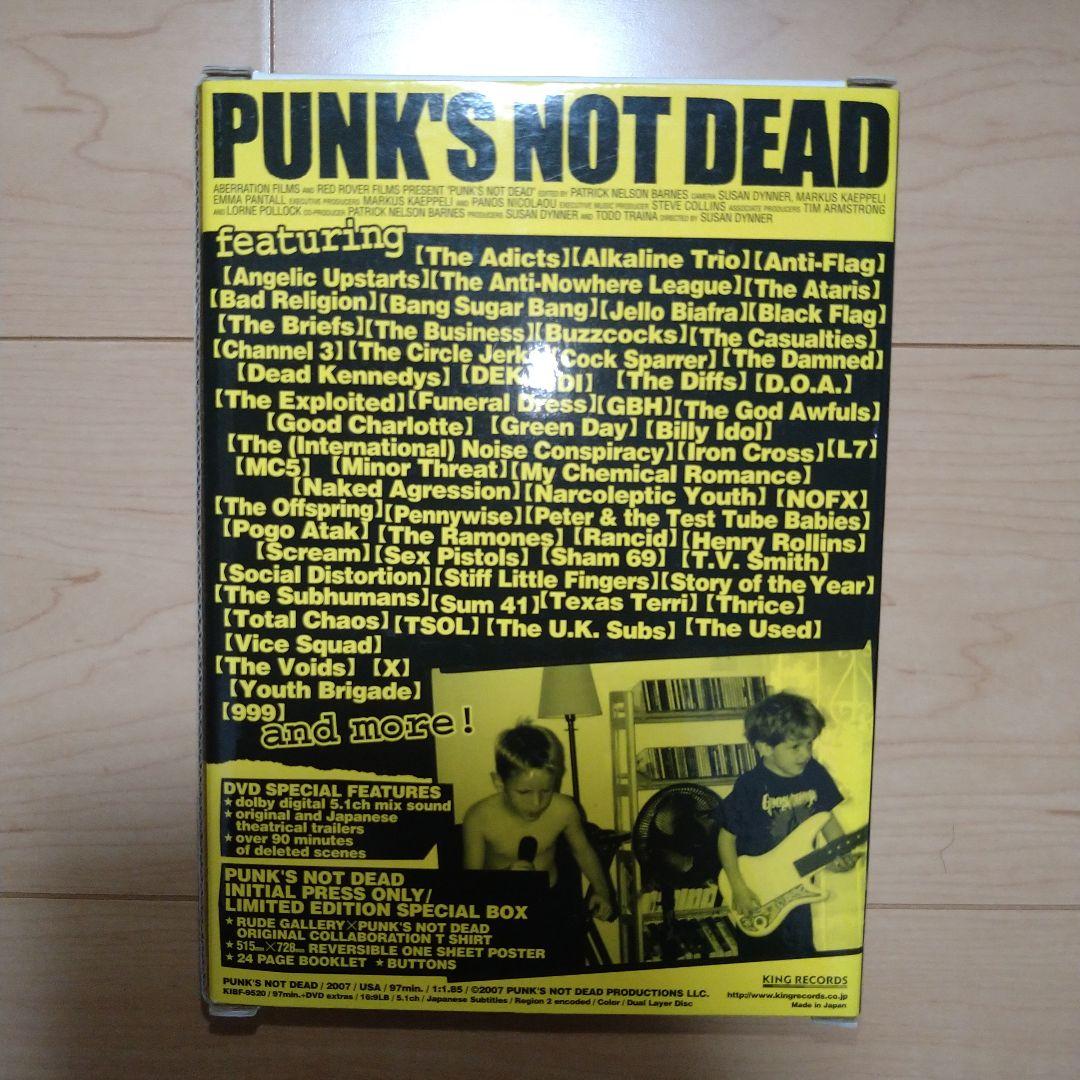 PUNK'S NOT DEAD
ABERRATION FILMS AND RED ROVER FILMS PRESENT "PUNK'S NOT DEAD" EDITED BY PATRICK NELSON BARNES CAMERA SUSAN DYNNER, MARKUS KAEPPELI
EMMA PANTALL EXECUTIVE PRODUCERS MARKUS KAEPPELI AND PANOS NICOLAOU EXECUTIVE MUSIC PRODUCER STEVE COLLINS ASSOCIATE PRODUCERS TIM ARMSTRONG
AND LORNE POLLOCK CO-PRODUCER PATRICK NELSON BARNES PRODUCERS SUSAN DYNNER AND TODD TRAINA DIRECTED BY SUSAN DYNNER
featuring
【The Adicts】【Alkaline Trio】【Anti-Flag】
【Angelic Upstarts】【The Anti-Nowhere League】【The Ataris】
【Bad Religion】【Bang Sugar Bang】【Jello Biafra】【Black Flag】
【The Briefs】【The Business】【Buzzcocks】【The Casualties】
【Channel 3】【The Circle Jerk 【Cock Sparrer】【The Damned】
【Dead Kennedys】【DEK DI】【The Diffs】【D.O.A.】
【The Exploited】【Funeral Dress】【GBH】【The God Awfuls】
【Good Charlotte】【Green Day】【Billy Idol】
【The (International) Noise Conspiracy】【Iron Cross】【L7】
【MC5】【Minor Threat】【My Chemical Romance】
【Naked Agression】【Narcoleptic Youth】【NOFX】
【The Offspring】【Pennywise】【Peter & the Test Tube Babies】
【Pogo Atak】【The Ramones】【Rancid】【Henry Rollins】
【Scream】【Sex Pistols】【Sham 69】【T.V. Smith】
【Social Distortion】【Stiff Little Fingers】【Story of the Year】
【The Subhumans】【Sum 41】【Texas Terri】【Thrice】
【Total Chaos】【TSOL】【The U.K. Subs】【The Used】
【Vice Squad】
【The Voids】【X】
【Youth Brigade】
【999】
and more!
DVD SPECIAL FEATURES
★dolby digital 5.1ch mix sound
★original and Japanese
theatrical trailers
★over 90 minutes
of deleted scenes
PUNK'S NOT DEAD
INITIAL PRESS ONLY/
LIMITED EDITION SPECIAL BOX
★RUDE GALLERY×PUNK'S NOT DEAD
ORIGINAL COLLABORATION T SHIRT
★515mm×728mm REVERSIBLE ONE SHEET POSTER
★24 PAGE BOOKLET ★BUTTONS
PUNK'S NOT DEAD / 2007 / USA / 97min. / 1:1.85 / ©2007 PUNK'S NOT DEAD PRODUCTIONS LLC.
KIBF-9520 / 97min.+DVD extras / 16:9LB / 5.1ch / Japanese Subtitles / Region 2 encoded / Color / Dual Layer Disc
KING RECORDS
http://www.kingrecords.co.jp
Made in Japan